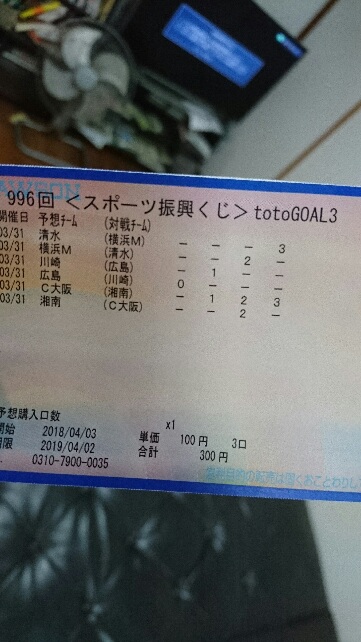 996回 <スポーツ振興くじ> totoGOAL3
開催日 予想チーム (対戦チーム)
03/31 清水 (横浜M) - - - 3
03/31 横浜M (清水) - - 2 -
03/31 川崎 (広島) - 1 - -
03/31 広島 (川崎) 0 - - -
03/31 C大阪 (湘南) - 1 2 3
03/31 湘南 (C大阪) - - 2 -
予想購入口数 x1
開始 2018/04/03 単価 100円 3口
期限 2019/04/02 合計 300円
0310-7900-0035